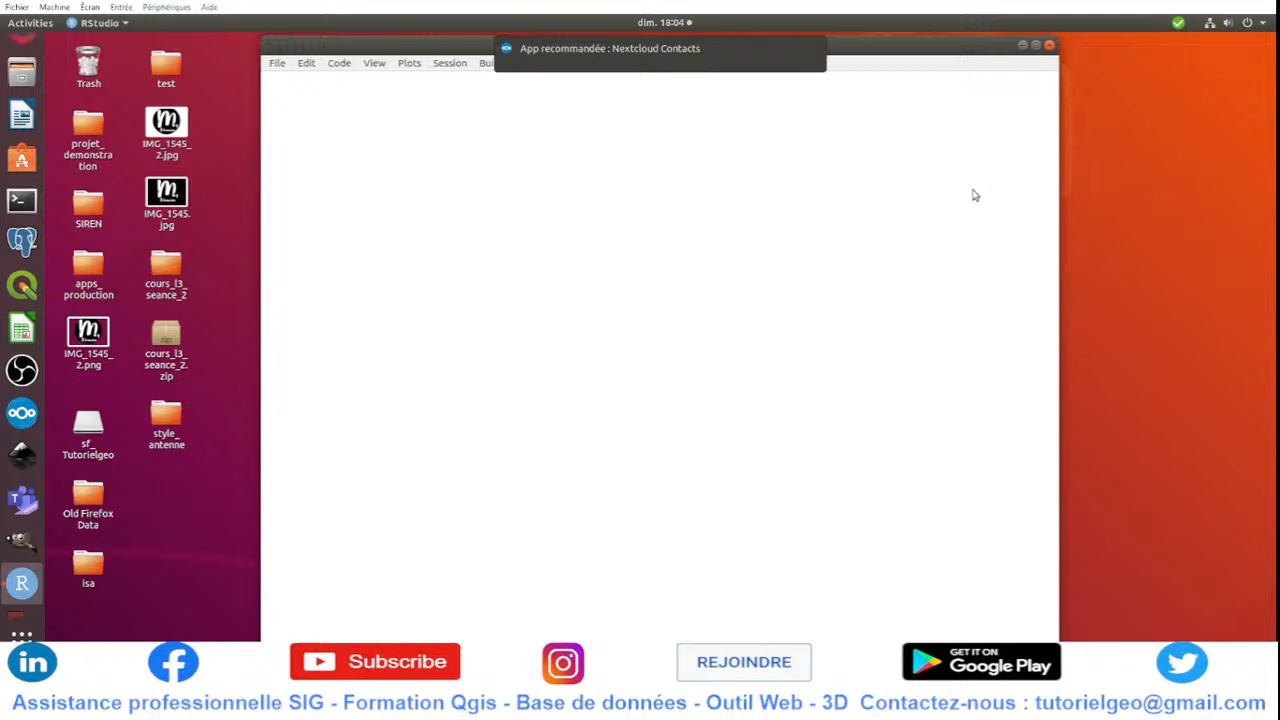 Fichier Machine Écran Entrée Périphériques Aide
Activities RStudio dim. 18:04
App recommandée : Nextcloud Contacts
File Edit Code View Plots Session Bui
Trash
test
projet_
demonstra
tion
IMG_1545_
2.jpg
SIREN
IMG_1545.
jpg
apps_
production
cours_l3_
seance_2
IMG_1545_
2.png
cours_l3_
seance_2.
zip
sf_
Tutorielgeo
style_
antenne
Old Firefox
Data
isa
Subscribe
REJOINDRE
GET IT ON
Google Play
Assistance professionnelle SIG - Formation Qgis - Base de données - Outil Web - 3D Contactez-nous : tutorielgeo@gmail.com